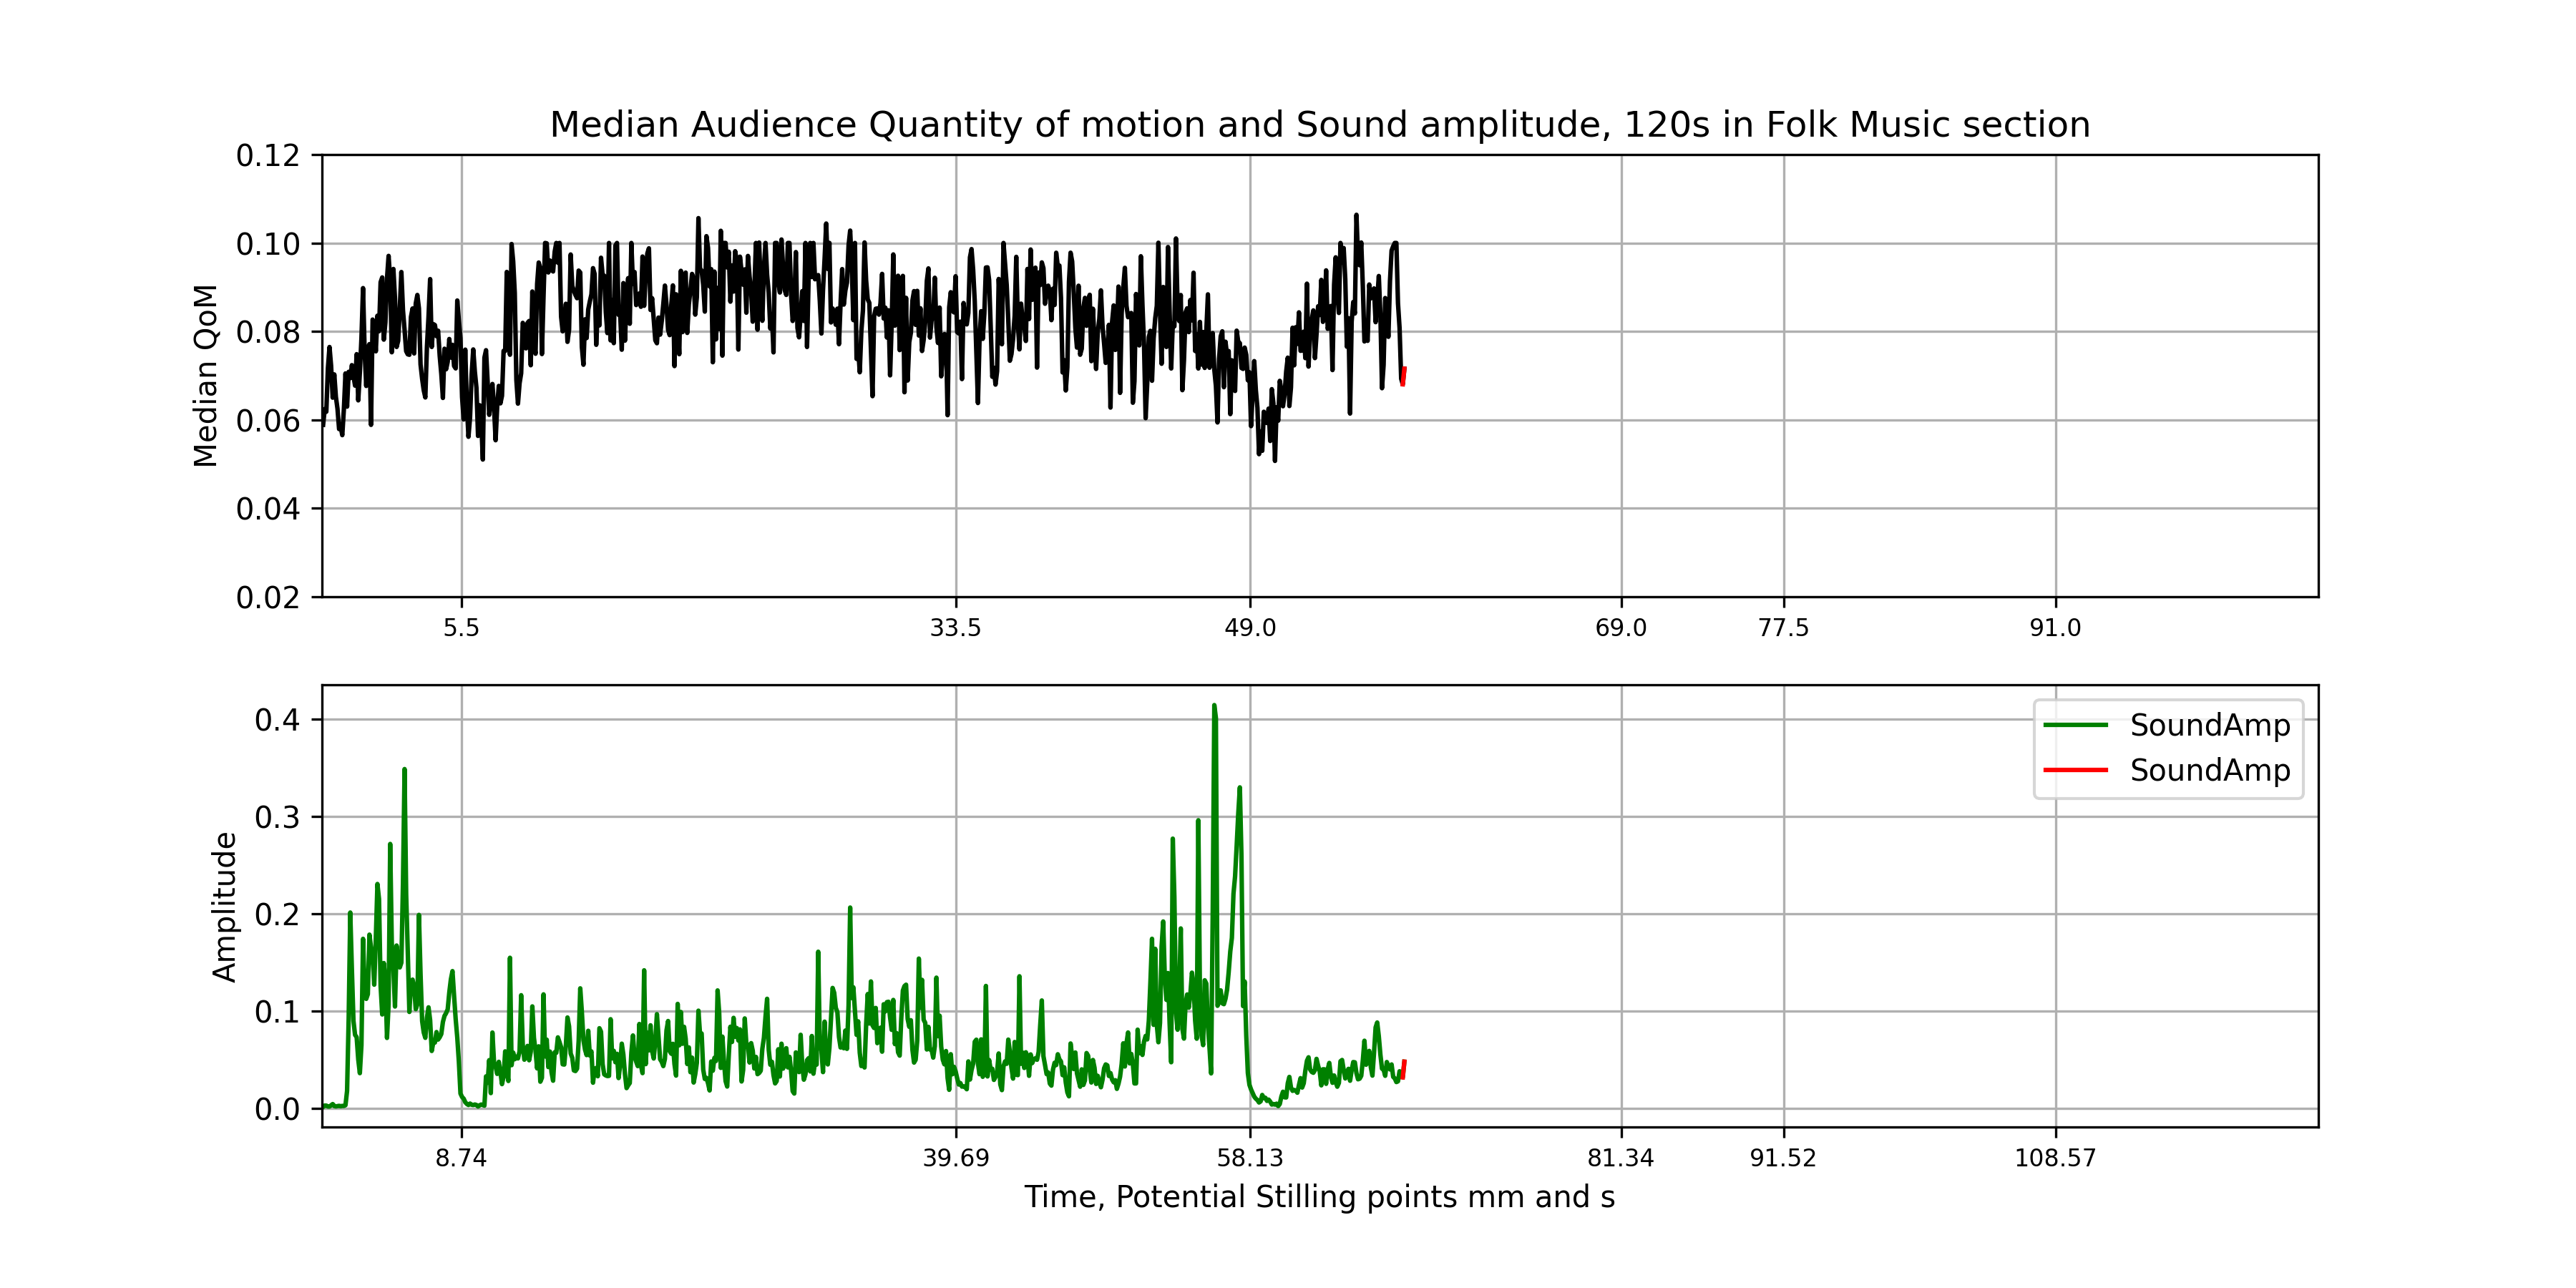 Median Audience Quantity of motion and Sound amplitude, 120s in Folk Music section
0.12
0.10
0.08
0.06
0.04
0.02
Median QoM
5.5 33.5 49.0 69.0 77.5 91.0
0.4
0.3
0.2
0.1
0.0
Amplitude
SoundAmp
SoundAmp
8.74 39.69 58.13 81.34 91.52 108.57
Time, Potential Stilling points mm and s